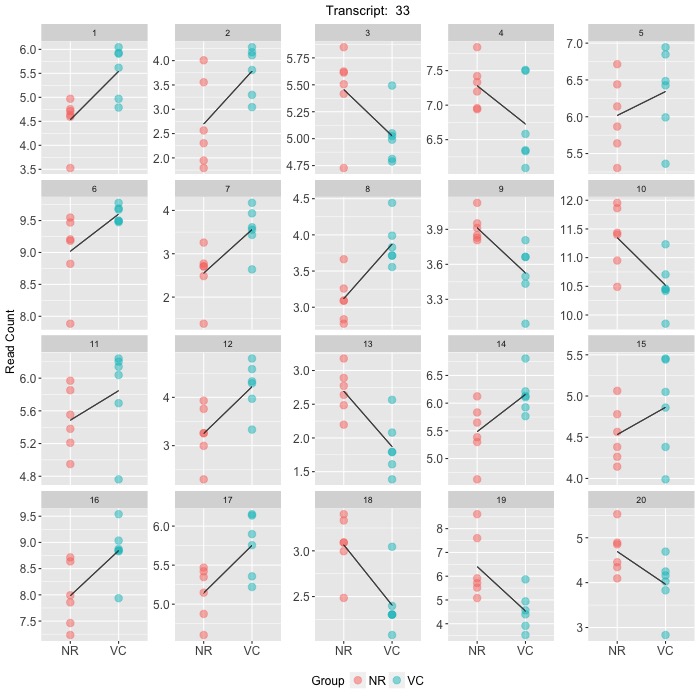 Transcript: 33
1 2 3 4 5
6.0 5.5 5.0 4.5 4.0 3.5
4.0 3.5 3.0 2.5 2.0
5.75 5.50 5.25 5.00 4.75
7.5 7.0 6.5
7.0 6.5 6.0 5.5
6 7 8 9 10
9.5 9.0 8.5 8.0
4 3 2
4.5 4.0 3.5 3.0
3.9 3.6 3.3
12.0 11.5 11.0 10.5 10.0
Read Count
11 12 13 14 15
6.0 5.6 5.2 4.8
4 3
3.0 2.5 2.0 1.5
6.5 6.0 5.5 5.0
5.5 5.0 4.5 4.0
16 17 18 19 20
9.5 9.0 8.5 8.0 7.5
6.0 5.5 5.0
3.0 2.5
8 7 6 5 4
5 4 3
NR VC NR VC NR VC NR VC NR VC
Group NR VC